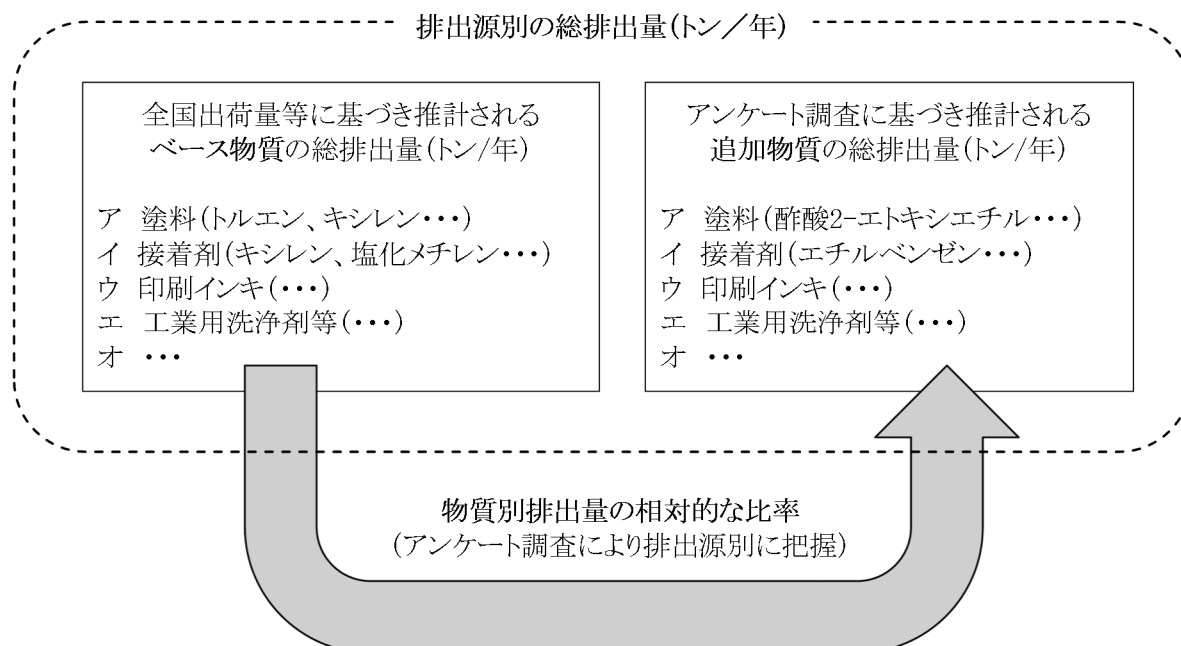 排出源別の総排出量(トン／年)
全国出荷量等に基づき推計される
ベース物質の総排出量(トン/年)
ア 塗料(トルエン、キシレン・・・)
イ 接着剤(キシレン、塩化メチレン・・・)
ウ 印刷インキ(・・・)
エ 工業用洗浄剤等(・・・)
オ ・・・
アンケート調査に基づき推計される
追加物質の総排出量(トン/年)
ア 塗料(酢酸2-エトキシエチル・・・)
イ 接着剤(エチルベンゼン・・・)
ウ 印刷インキ(・・・)
エ 工業用洗浄剤等(・・・)
オ ・・・
物質別排出量の相対的な比率
(アンケート調査により排出源別に把握)